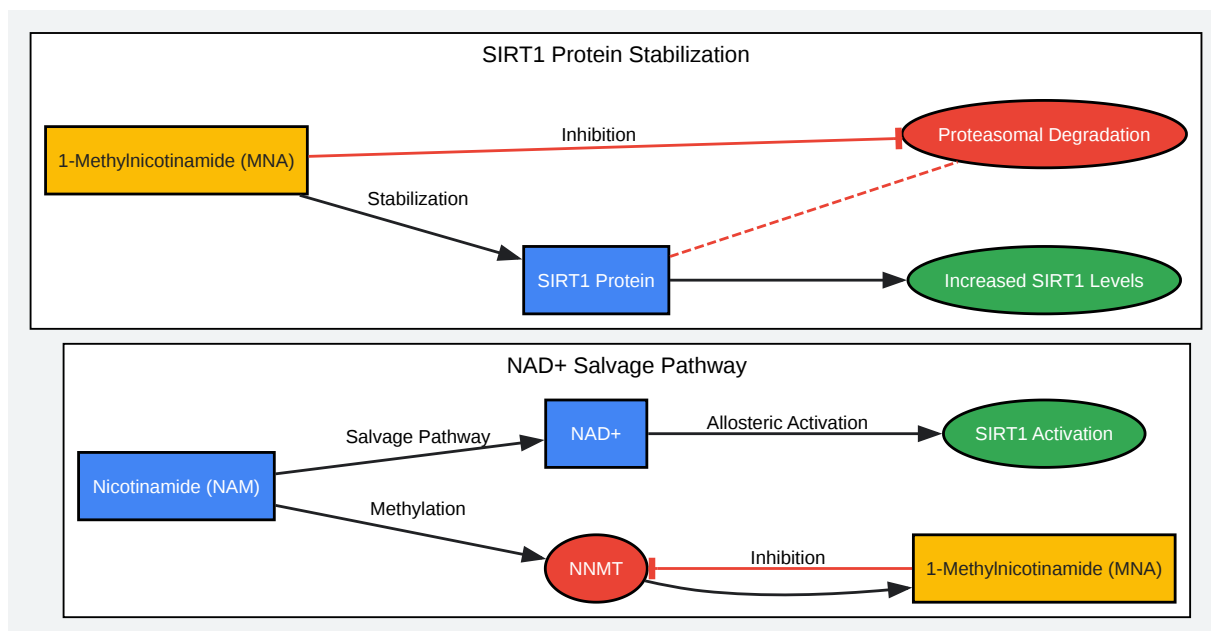 SIRT1 Protein Stabilization
1-Methylnicotinamide (MNA)
Inhibition
Proteasomal Degradation
Stabilization
SIRT1 Protein
Increased SIRT1 Levels
NAD+ Salvage Pathway
Nicotinamide (NAM)
Salvage Pathway
NAD+
Allosteric Activation
SIRT1 Activation
Methylation
NNMT
Inhibition
1-Methylnicotinamide (MNA)